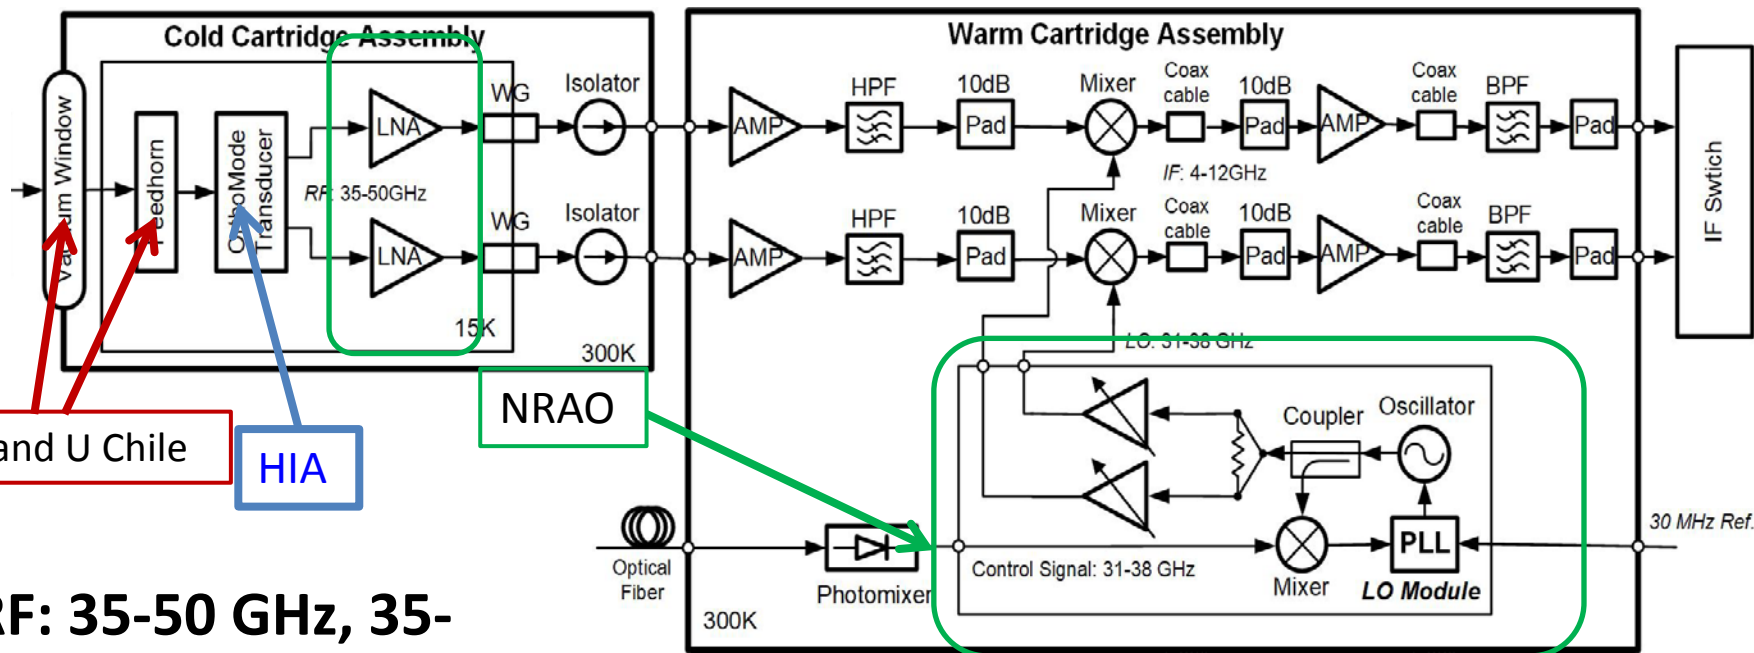 Cold Cartridge Assembly
Warm Cartridge Assembly
Vacuum Window
Feedhorn
OrthoMode
Transducer
RF: 35-50GHz
LNA
WG
Isolator
LNA
WG
Isolator
15K
300K
AMP
HPF
10dB
Pad
Mixer
Coax
cable
10dB
Pad
AMP
Coax
cable
BPF
Pad
IF: 4-12GHz
AMP
HPF
10dB
Pad
Mixer
Coax
cable
10dB
Pad
AMP
Coax
cable
BPF
Pad
IF Swtich
LO: 31-38 GHz
and U Chile
HIA
NRAO
Coupler
Oscillator
Optical
Fiber
Photomixer
Control Signal: 31-38 GHz
Mixer
PLL
LO Module
30 MHz Ref.
300K
RF: 35-50 GHz, 35-